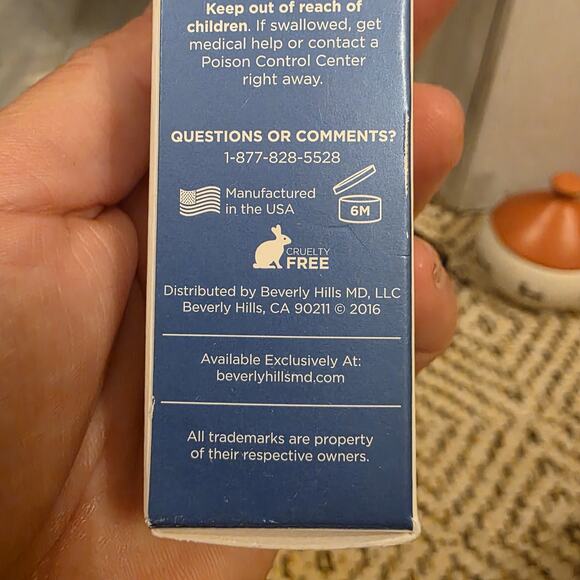 Keep out of reach of
children. If swallowed, get
medical help or contact a
Poison Control Center
right away.
QUESTIONS OR COMMENTS?
1-877-828-5528
Manufactured
in the USA
6M
CRUELTY
FREE
Distributed by Beverly Hills MD, LLC
Beverly Hills, CA 90211 © 2016
Available Exclusively At:
beverlyhillsmd.com
All trademarks are property
of their respective owners.